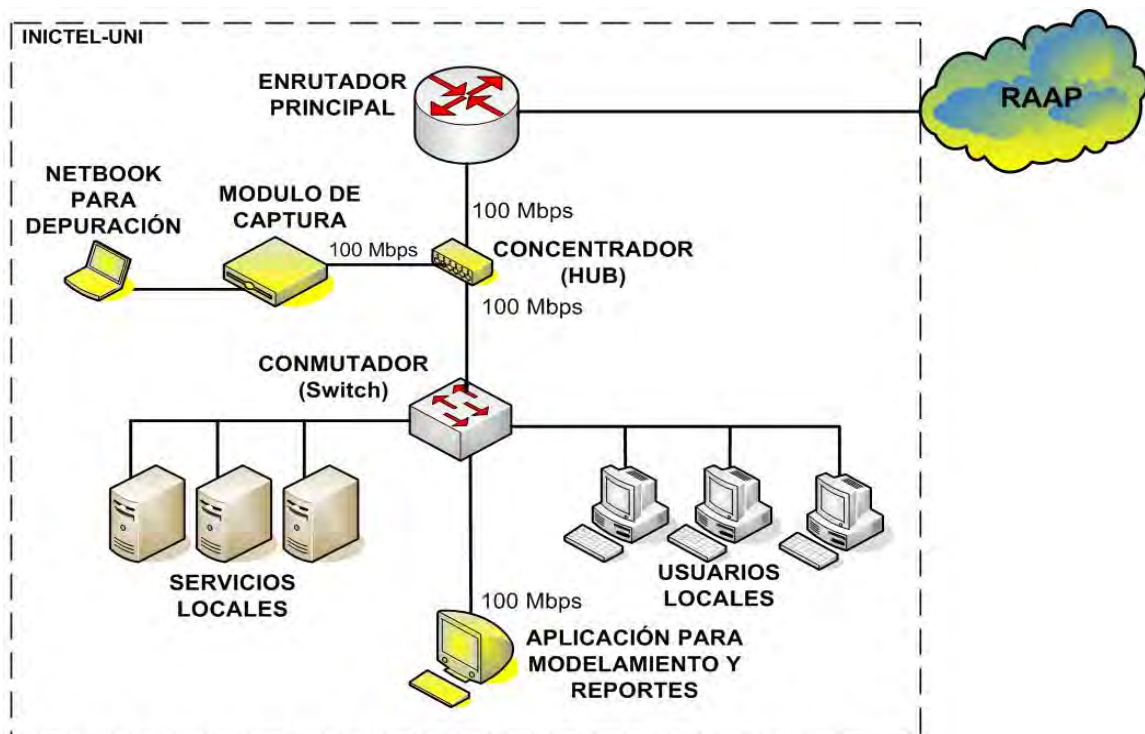 INICTEL-UNI
ENRUTADOR
PRINCIPAL
RAAP
NETBOOK
PARA
DEPURACIÓN
MODULO DE
CAPTURA
100 Mbps
100 Mbps
CONCENTRADOR
(HUB)
100 Mbps
CONMUTADOR
(Switch)
SERVICIOS
LOCALES
USUARIOS
LOCALES
100 Mbps
APLICACIÓN PARA
MODELAMIENTO Y
REPORTES